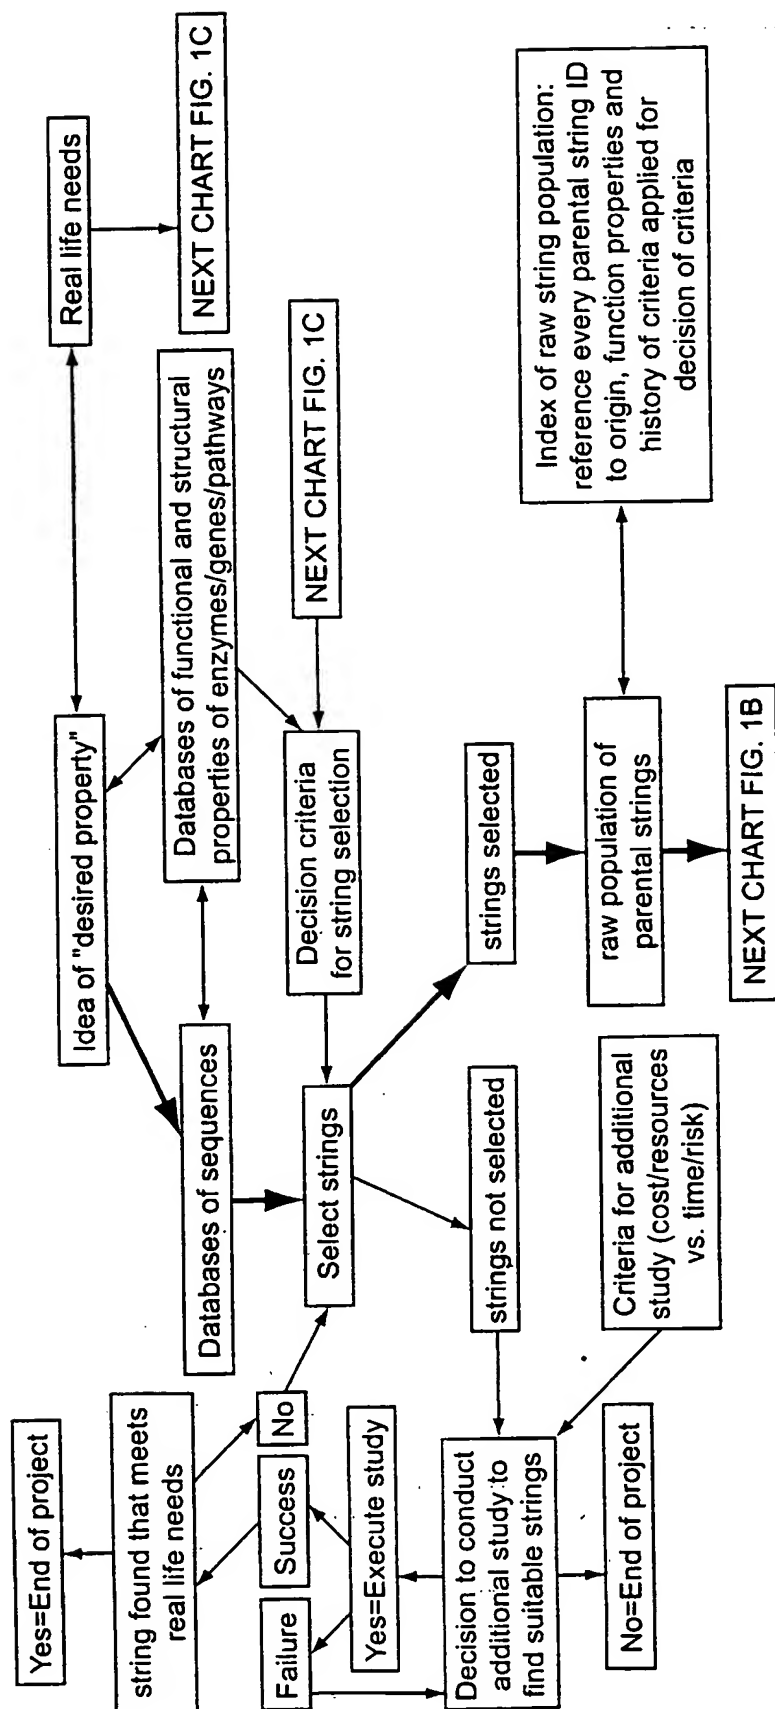 Yes=End of project
string found that meets
real life needs
No
Success
Failure
Yes=Execute study
Decision to conduct
additional study to
find suitable strings
No=End of project
Idea of "desired property"
Real life needs
NEXT CHART FIG. 1C
Databases of sequences
Databases of functional and structural
properties of enzymes/genes/pathways
Select strings
Decision criteria
for string selection
NEXT CHART FIG. 1C
strings not selected
strings selected
Criteria for additional
study (cost/resources
vs. time/risk)
raw population of
parental strings
NEXT CHART FIG. 1B
Index of raw string population:
reference every parental string ID
to origin, function properties and
history of criteria applied for
decision of criteria